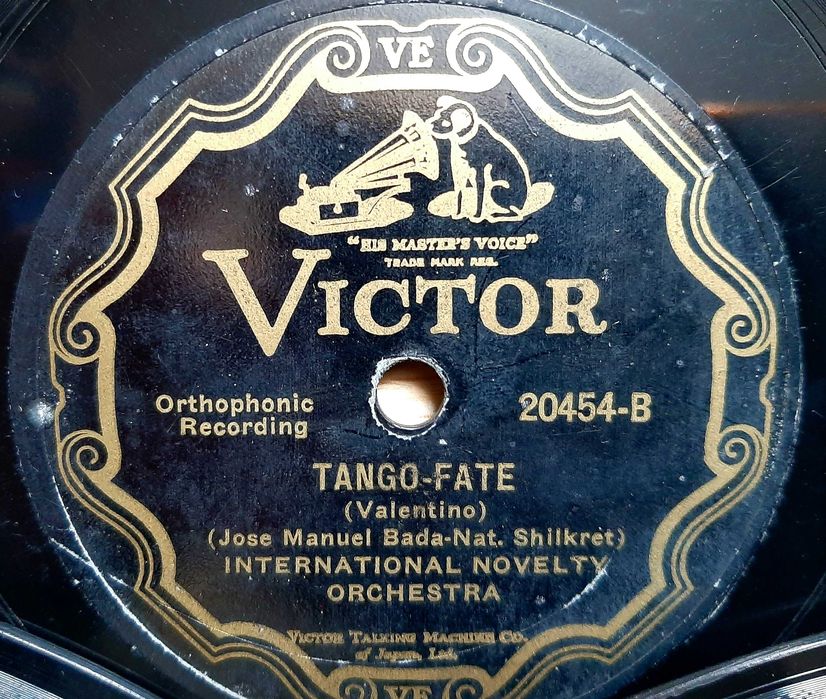 VE
“HIS MASTER'S VOICE”
TRADE MARK REG.
VICTOR
Orthophonic
Recording
20454-B
TANGO-FATE
(Valentino)
(Jose Manuel Bada-Nat. Shilkret)
INTERNATIONAL NOVELTY
ORCHESTRA
VICTOR TALKING MACHINE CO.
of Japan, Ltd.
VE